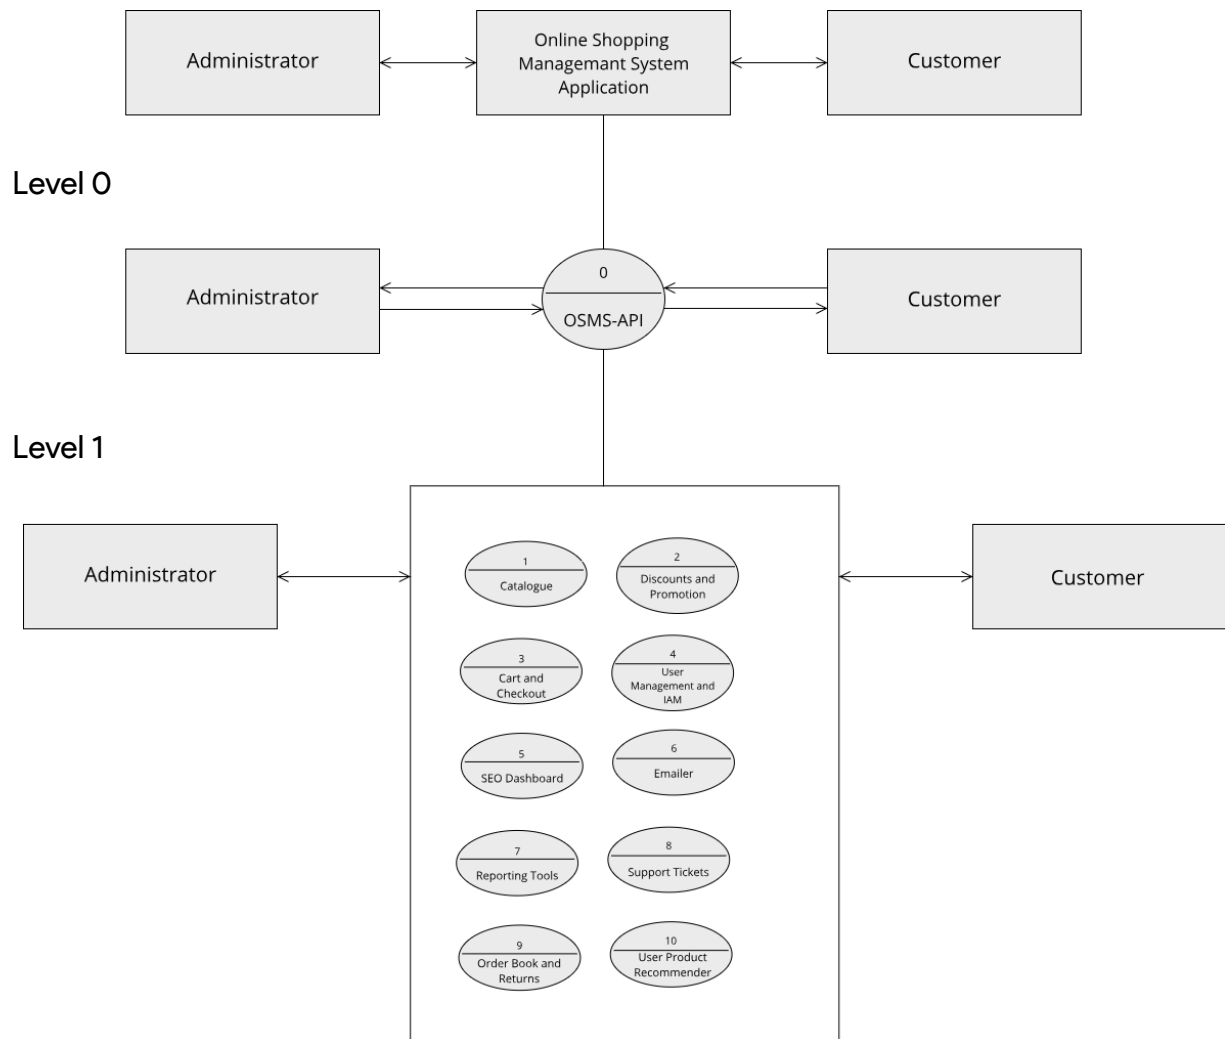 Administrator
Online Shopping
Managemant System
Application
Customer
Level 0
Administrator
0
OSMS-API
Customer
Level 1
Administrator
Customer
1
Catalogue
2
Discounts and
Promotion
3
Cart and
Checkout
4
User
Management and
IAM
5
SEO Dashboard
6
Emailer
7
Reporting Tools
8
Support Tickets
9
Order Book and
Returns
10
User Product
Recommender